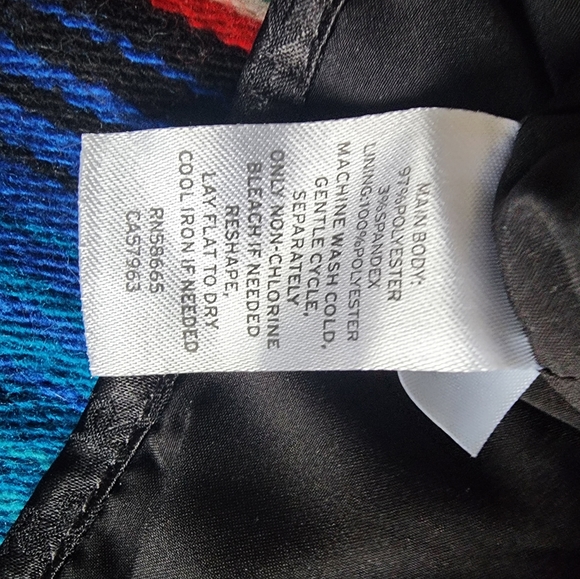 MAIN BODY:
97%POLYESTER
3%SPANDEX
LINING:100%POLYESTER
MACHINE WASH COLD,
GENTLE CYCLE,
SEPARATELY
ONLY NON-CHLORINE
BLEACH IF NEEDED
RESHAPE,
LAY FLAT TO DRY
COOL IRON IF NEEDED
RN58665
CA57963